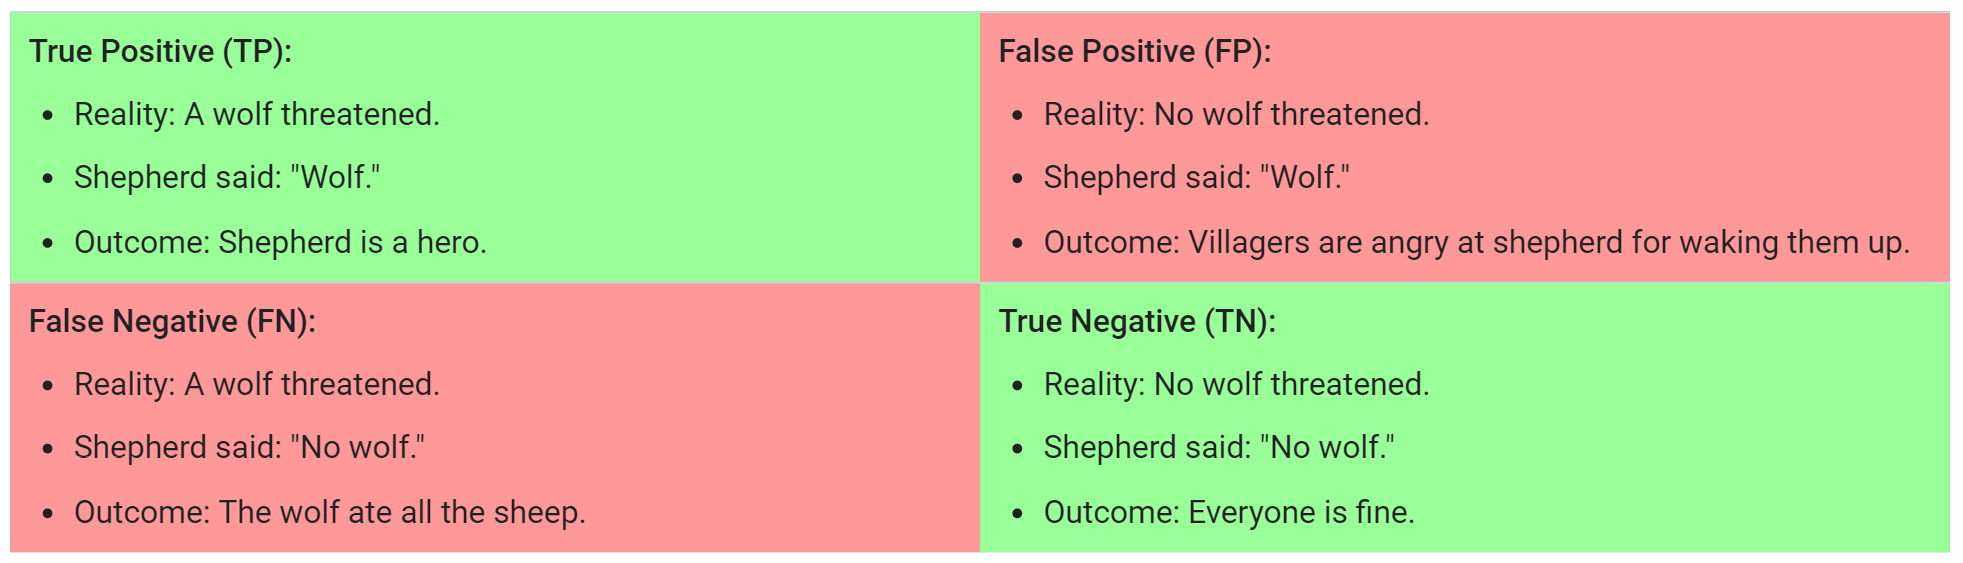 True Positive (TP):
• Reality: A wolf threatened.
• Shepherd said: "Wolf."
• Outcome: Shepherd is a hero.
False Positive (FP):
• Reality: No wolf threatened.
• Shepherd said: "Wolf."
• Outcome: Villagers are angry at shepherd for waking them up.
False Negative (FN):
• Reality: A wolf threatened.
• Shepherd said: "No wolf."
• Outcome: The wolf ate all the sheep.
True Negative (TN):
• Reality: No wolf threatened.
• Shepherd said: "No wolf."
• Outcome: Everyone is fine.